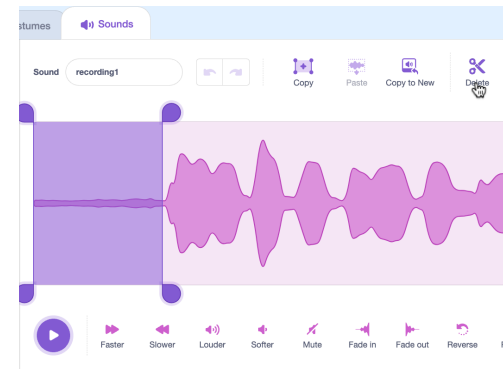 stumes
Sounds
Sound
recording1
Copy
Paste
Copy to New
Delete
Faster
Slower
Louder
Softer
Mute
Fade in
Fade out
Reverse